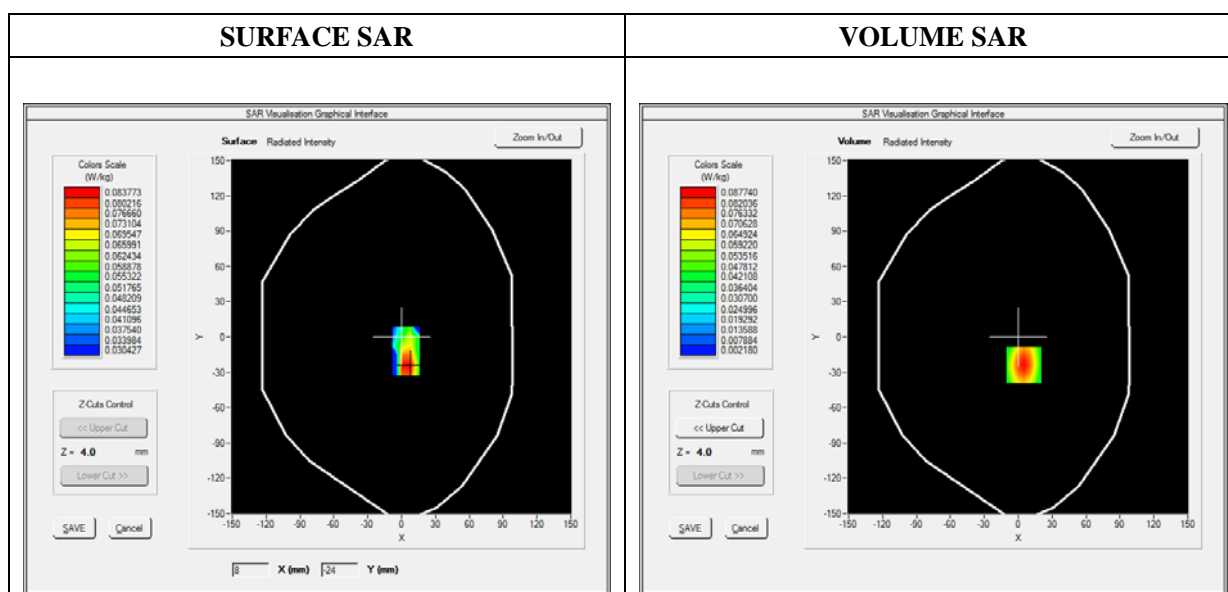 SURFACE SAR
VOLUME SAR
SAR Visualisation Graphical Interface
Surface Radiated Intensity
Zoom In/Out
Colors Scale
(W/kg)
0.083773
0.080216
0.076660
0.073104
0.069547
0.065991
0.062434
0.058878
0.055322
0.051765
0.048209
0.044653
0.041096
0.037540
0.033984
0.030427
150
120
90
60
30
0
-30
-60
-90
-120
-150
Y
-150 -120 -90 -60 -30 0 30 60 90 120 150
X
Z-Cuts Control
<< Upper Cut
Z = 4.0 mm
Lower Cut >>
SAVE Cancel
8 X (mm) -24 Y (mm)
SAR Visualisation Graphical Interface
Volume Radiated Intensity
Zoom In/Out
Colors Scale
(W/kg)
0.087740
0.082036
0.076332
0.070628
0.064924
0.059220
0.053516
0.047812
0.042108
0.036404
0.030700
0.024996
0.019292
0.013588
0.007884
0.002180
150
120
90
60
30
0
-30
-60
-90
-120
-150
Y
-150 -120 -90 -60 -30 0 30 60 90 120 150
X
Z-Cuts Control
<< Upper Cut
Z = 4.0 mm
Lower Cut >>
SAVE Cancel